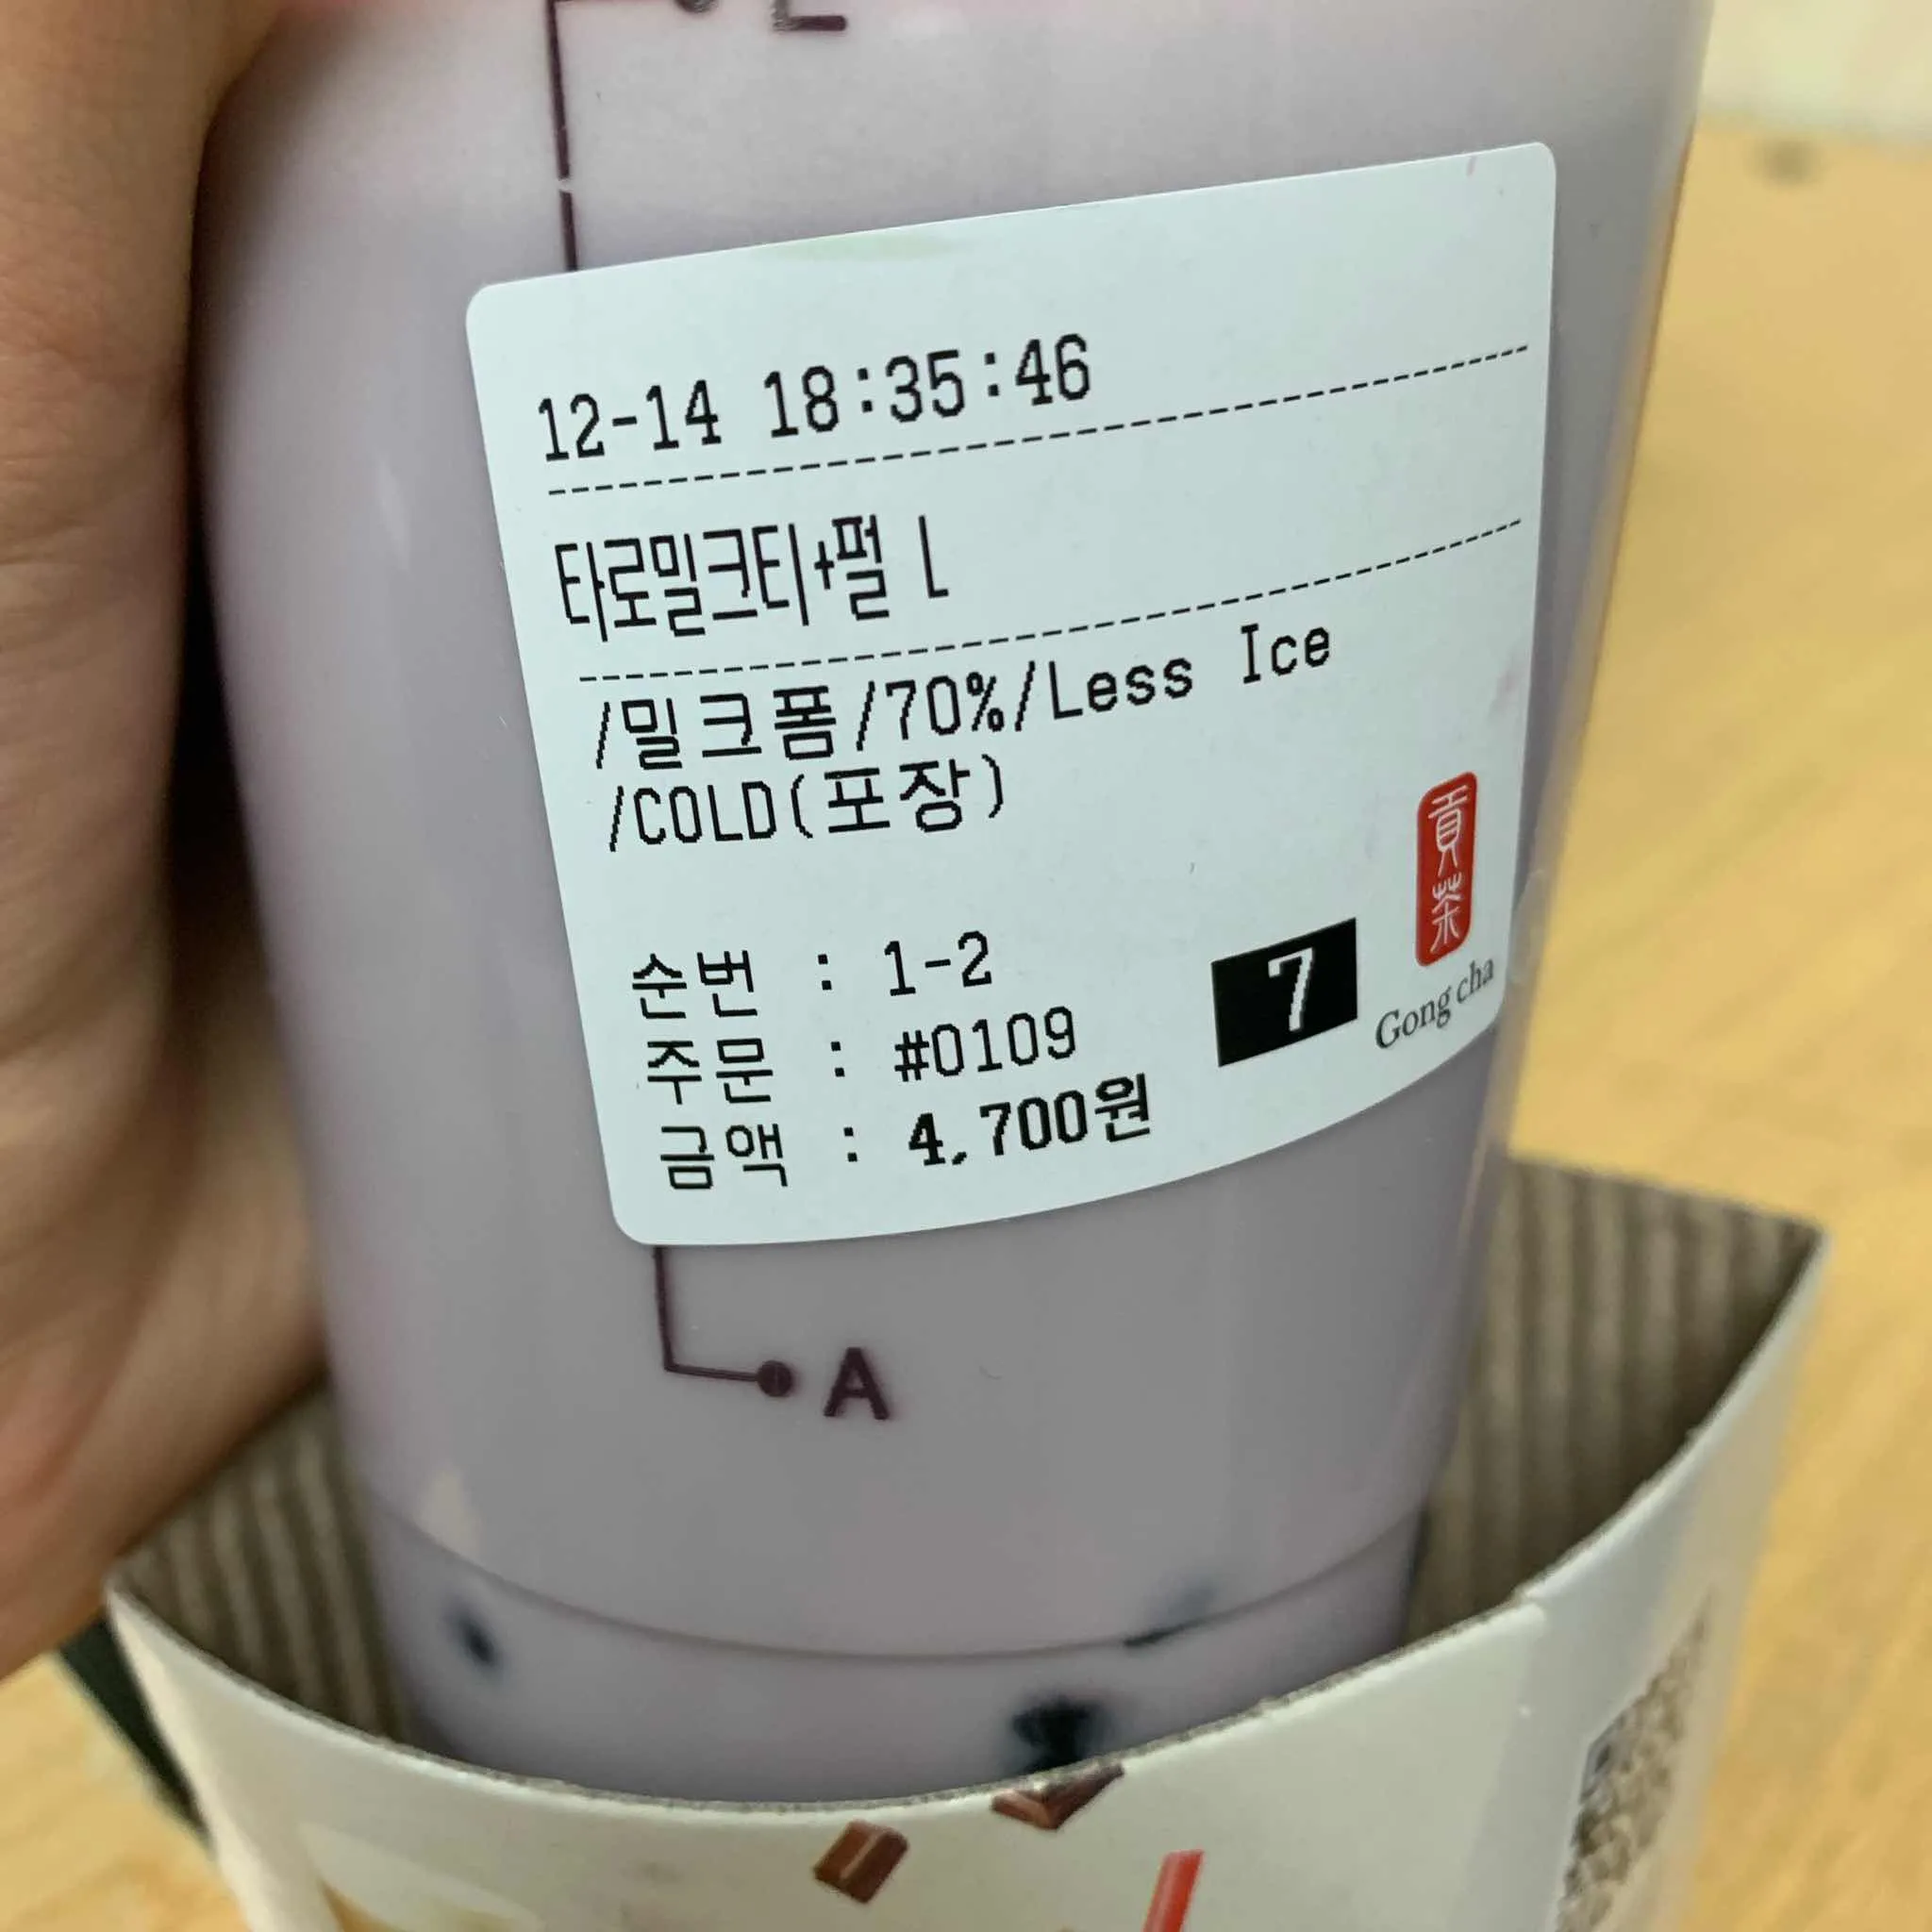 L
12-14 18:35:46
타로밀크티+펄 L
/밀크폼/70%/Less Ice
/COLD(포장)
순번 : 1-2
주문 : #0109
금액 : 4,700원
7
貢茶
Gong cha
A